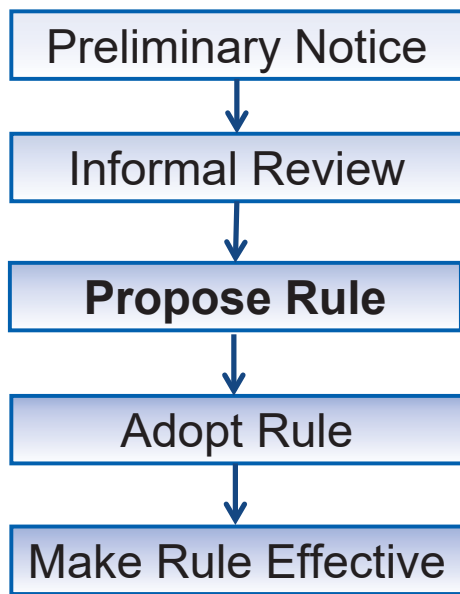 Preliminary Notice
Informal Review
Propose Rule
Adopt Rule
Make Rule Effective